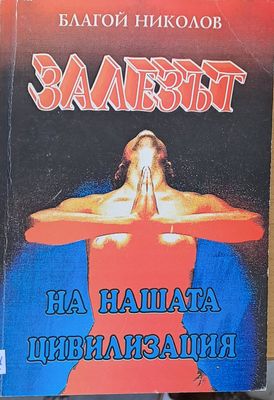 БЛАГОЙ НИКОЛОВ
ЗАЛЕЗЪТ
НА НАШАТА
ЦИВИЛИЗАЦИЯ